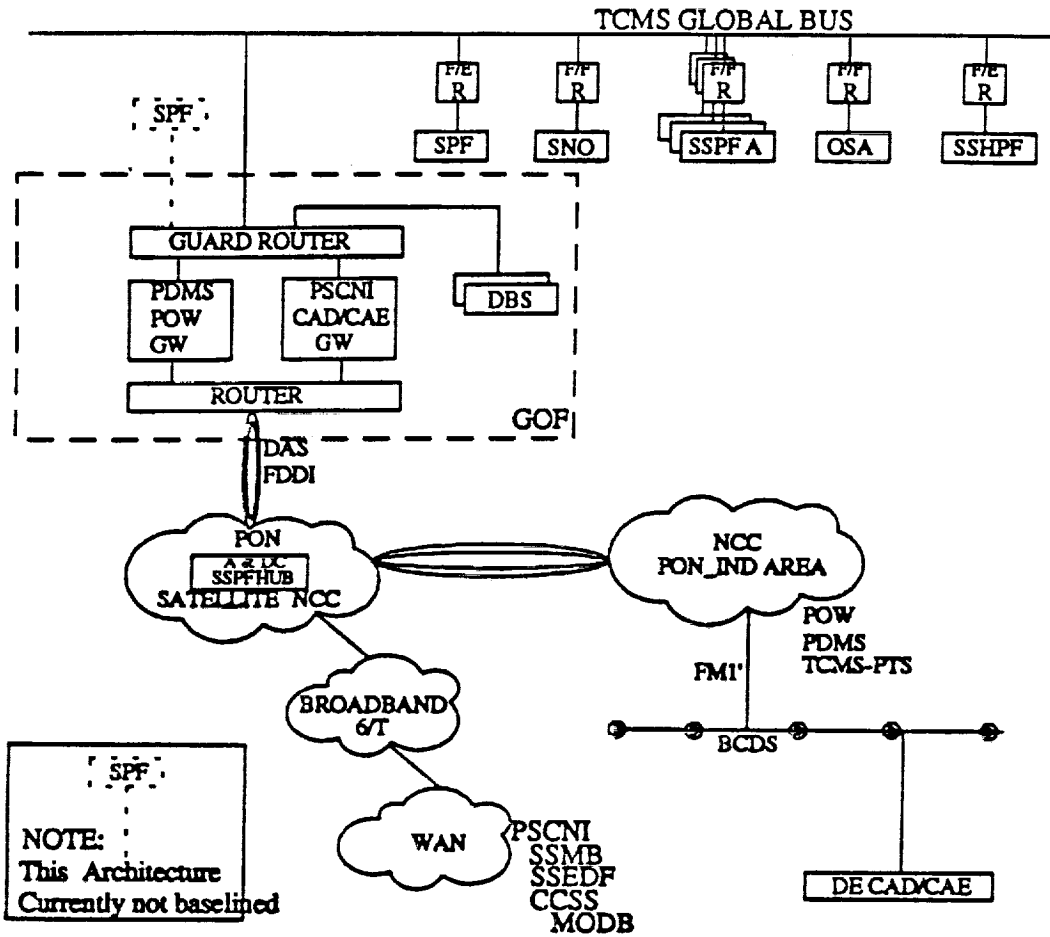 TCMS GLOBAL BUS
F/E
R
F/F
R
F/F
R
F/F
R
F/E
R
SPF
SPF
SNO
SSPF A
OSA
SSHPF
GUARD ROUTER
PDMS
POW
GW
PSCNI
CAD/CAE
GW
DBS
ROUTER
GOF
DAS
FDDI
PON
SSPFHUB
SATELLITE NCC
NCC
PON_IND AREA
POW
PDMS
TCMS-PTS
FM1'
BROADBAND
6/T
BCDS
SPF
NOTE:
This Architecture
Currently not baselined
WAN
PSCNI
SSMB
SSEDF
CCSS
MODB
DE CAD/CAE